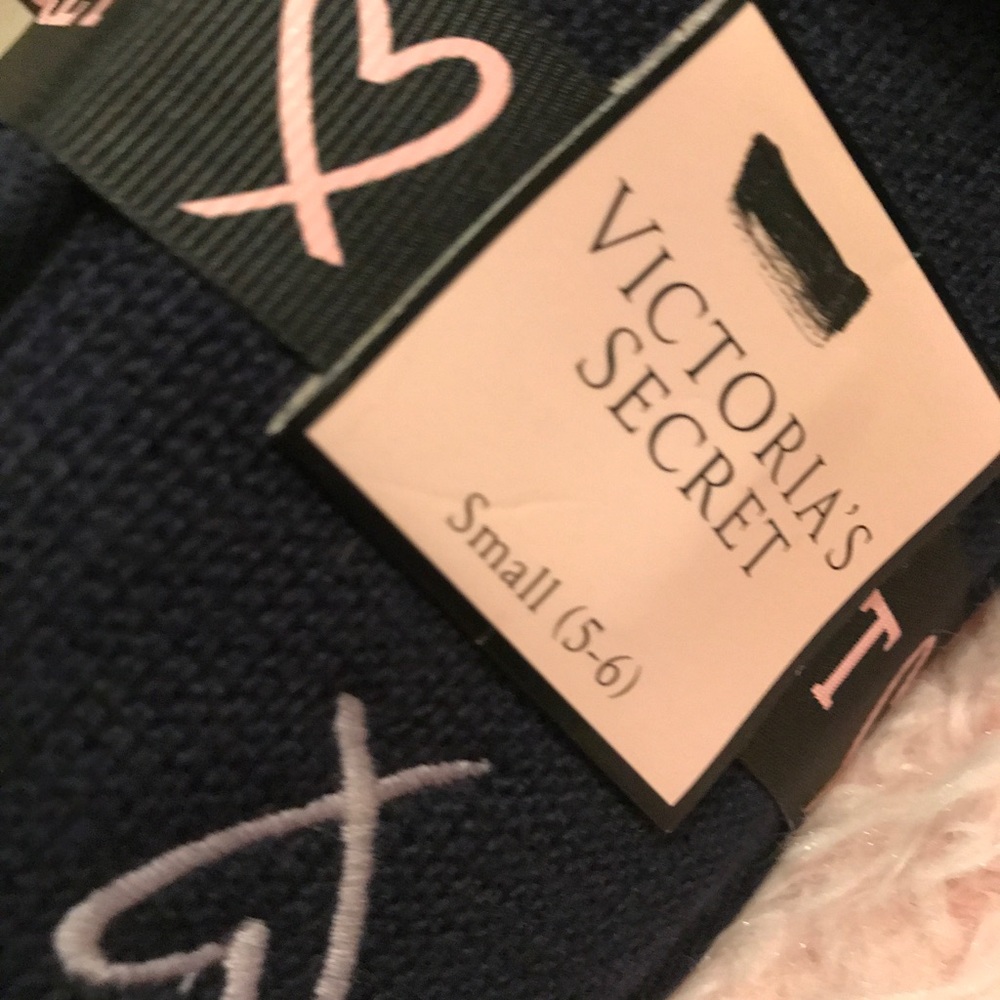 VICTORIA'S
SECRET
Small (5-6)
T